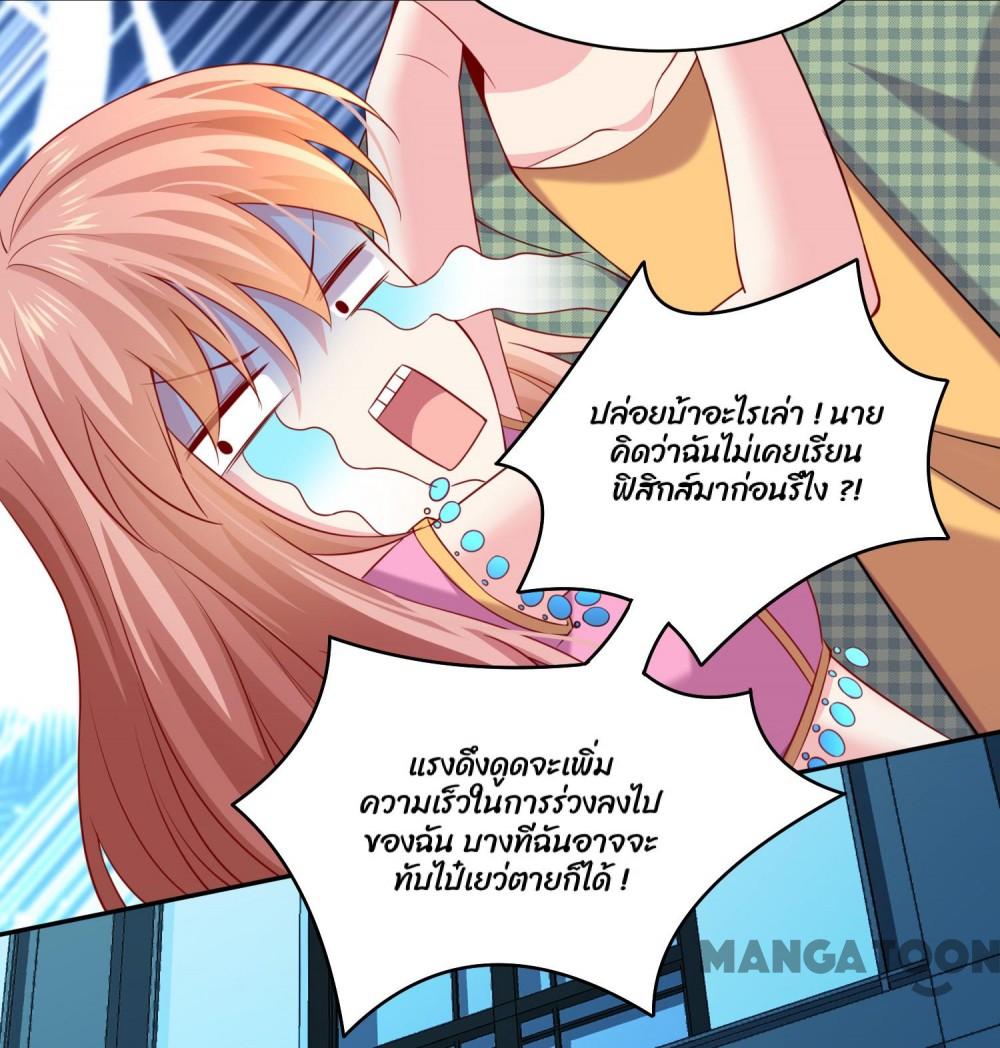 ปล่อยบ้าอะไรเล่า ! นาย
คิดว่าฉันไม่เคยเรียน
ฟิสิกส์มาก่อนรึไง ?!
แรงดึงดูดจะเพิ่ม
ความเร็วในการร่วงลงไป
ของฉัน บางทีฉันอาจจะ
ทับไป๋เยว่ตายก็ได้ !
MANGATOON